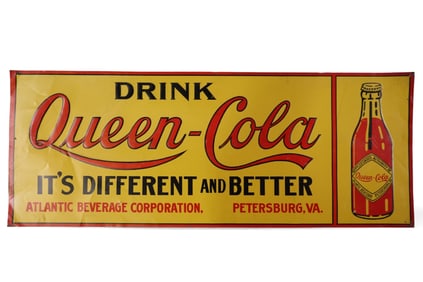 DRINK
Queen-Cola
IT'S DIFFERENT AND BETTER
ATLANTIC BEVERAGE CORPORATION. PETERSBURG, VA.
Queen-Cola